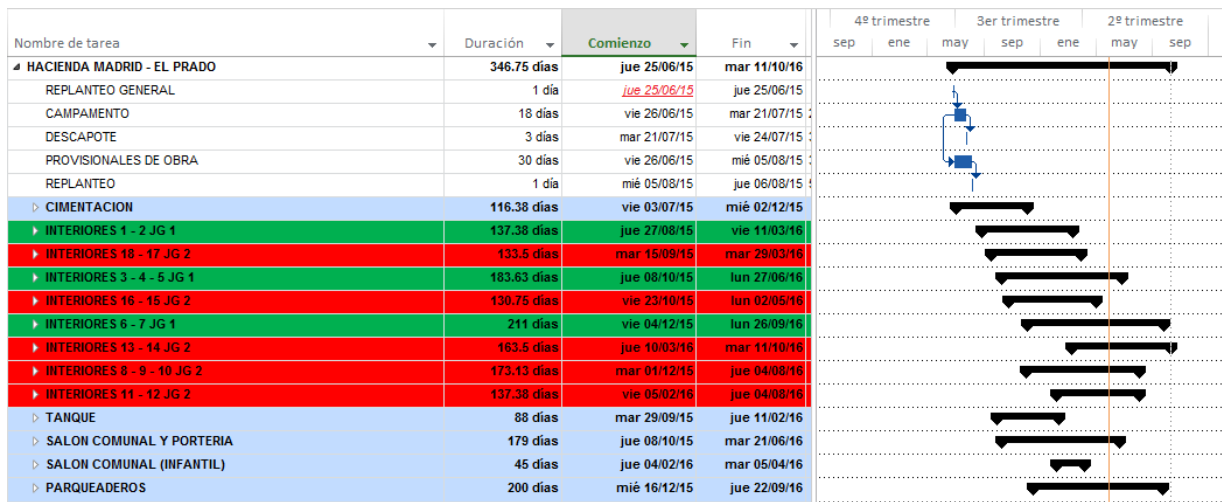 4º trimestre 3er trimestre 2º trimestre
Nombre de tarea Duración Comienzo Fin sep ene may sep ene may sep
HACIENDA MADRID - EL PRADO 346.75 días jue 25/06/15 mar 11/10/16
REPLANTEO GENERAL 1 día jue 25/06/15 jue 25/06/15
CAMPAMENTO 18 días vie 26/06/15 mar 21/07/15
DESCAPOTE 3 días mar 21/07/15 vie 24/07/15
PROVISIONALES DE OBRA 30 días vie 26/06/15 mié 05/08/15
REPLANTEO 1 día mié 05/08/15 jue 06/08/15
CIMENTACION 116.38 días vie 03/07/15 mié 02/12/15
INTERIORES 1 - 2 JG 1 137.38 días jue 27/08/15 vie 11/03/16
INTERIORES 18 - 17 JG 2 133.5 días mar 15/09/15 mar 29/03/16
INTERIORES 3 - 4 - 5 JG 1 183.63 días jue 08/10/15 lun 27/06/16
INTERIORES 16 - 15 JG 2 130.75 días vie 23/10/15 lun 02/05/16
INTERIORES 6 - 7 JG 1 211 días vie 04/12/15 lun 26/09/16
INTERIORES 13 - 14 JG 2 163.5 días jue 10/03/16 mar 11/10/16
INTERIORES 8 - 9 - 10 JG 2 173.13 días mar 01/12/15 jue 04/08/16
INTERIORES 11 - 12 JG 2 137.38 días vie 05/02/16 jue 04/08/16
TANQUE 88 días mar 29/09/15 jue 11/02/16
SALON COMUNAL Y PORTERIA 179 días jue 08/10/15 mar 21/06/16
SALON COMUNAL (INFANTIL) 45 días jue 04/02/16 mar 05/04/16
PARQUEADEROS 200 días mié 16/12/15 jue 22/09/16